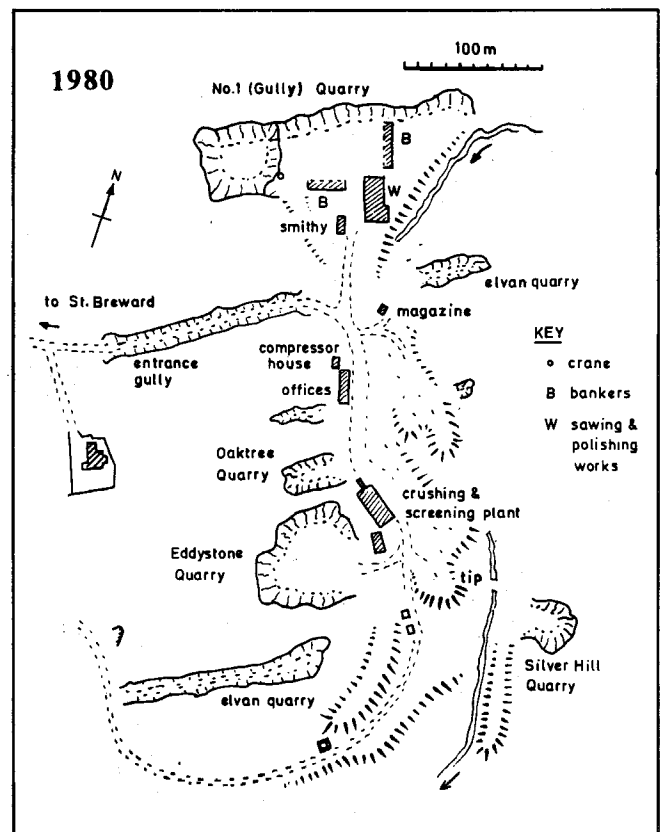 1980
100 m
No.1 (Gully) Quarry
N
B
W
B
smithy
elvan quarry
to St. Breward
magazine
entrance
gully
compressor
house
offices
KEY
crane
B bankers
W sawing &
polishing
works
Oaktree
Quarry
crushing &
screening plant
Eddystone
Quarry
tip
Silver Hill
Quarry
elvan quarry